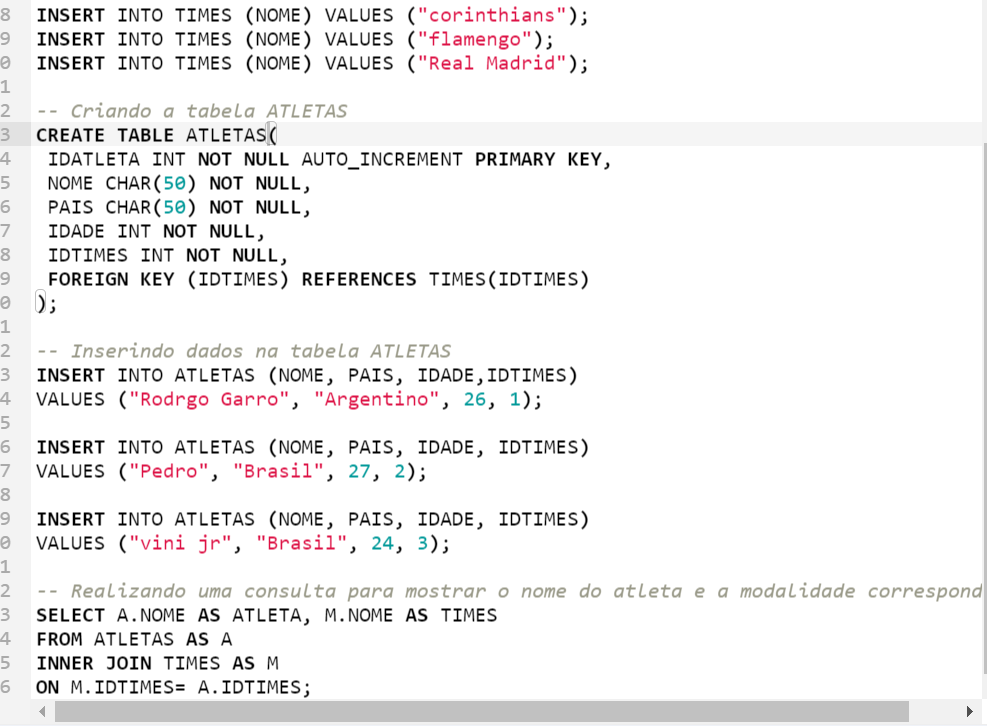 8 INSERT INTO TIMES (NOME) VALUES ("corinthians");
9 INSERT INTO TIMES (NOME) VALUES ("flamengo");
0 INSERT INTO TIMES (NOME) VALUES ("Real Madrid");
1
2 -- Criando a tabela ATLETAS
3 CREATE TABLE ATLETAS(
4 IDATLETA INT NOT NULL AUTO_INCREMENT PRIMARY KEY,
5 NOME CHAR(50) NOT NULL,
6 PAIS CHAR(50) NOT NULL,
7 IDADE INT NOT NULL,
8 IDTIMES INT NOT NULL,
9 FOREIGN KEY (IDTIMES) REFERENCES TIMES(IDTIMES)
0 );
1
2 -- Inserindo dados na tabela ATLETAS
3 INSERT INTO ATLETAS (NOME, PAIS, IDADE,IDTIMES)
4 VALUES ("Rodrgo Garro", "Argentino", 26, 1);
5
6 INSERT INTO ATLETAS (NOME, PAIS, IDADE, IDTIMES)
7 VALUES ("Pedro", "Brasil", 27, 2);
8
9 INSERT INTO ATLETAS (NOME, PAIS, IDADE, IDTIMES)
0 VALUES ("vini jr", "Brasil", 24, 3);
1
2 -- Realizando uma consulta para mostrar o nome do atleta e a modalidade correspond
3 SELECT A.NOME AS ATLETA, M.NOME AS TIMES
4 FROM ATLETAS AS A
5 INNER JOIN TIMES AS M
6 ON M.IDTIMES= A.IDTIMES;